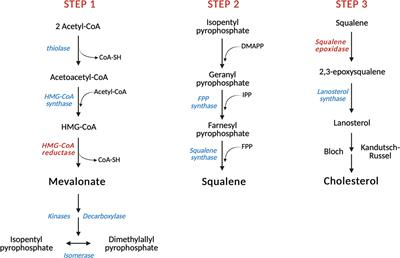 STEP 1
2 Acetyl-CoA
thiolase
CoA-SH
Acetoacetyl-CoA
HMG-CoA
synthase
Acetyl-CoA
HMG-CoA
HMG-CoA
reductase
CoA-SH
Mevalonate
Kinases
Decarboxylase
Isopentyl
pyrophosphate
Dimethylallyl
pyrophosphate
Isomerase
STEP 2
Isopentyl
pyrophosphate
DMAPP
Geranyl
pyrophosphate
FPP
synthase
IPP
Farnesyl
pyrophosphate
Squalene
synthase
FPP
Squalene
STEP 3
Squalene
Squalene
epoxidase
2,3-epoxysqualene
Lanosterol
synthase
Lanosterol
Bloch
Kandutsch-
Russel
Cholesterol